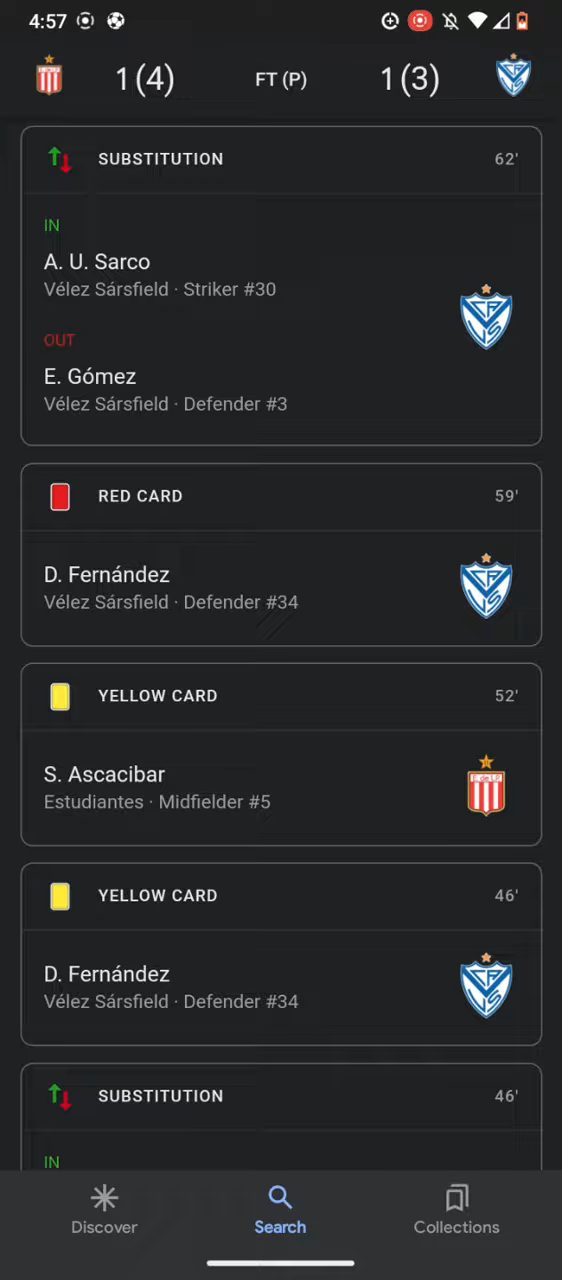 4:57
1 (4)
FT (P)
1 (3)
SUBSTITUTION
62'
IN
A. U. Sarco
Vélez Sársfield · Striker #30
OUT
E. Gómez
Vélez Sársfield · Defender #3
RED CARD
59'
D. Fernández
Vélez Sársfield · Defender #34
YELLOW CARD
52'
S. Ascacibar
Estudiantes · Midfielder #5
YELLOW CARD
46'
D. Fernández
Vélez Sársfield · Defender #34
SUBSTITUTION
46'
IN
Discover
Search
Collections